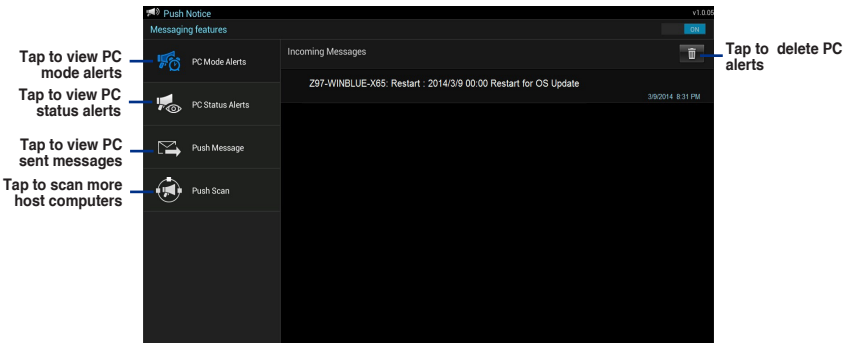 Push Notice
v1.0.05
Messaging features
ON
Tap to view PC
mode alerts
PC Mode Alerts
Incoming Messages
Tap to delete PC
alerts
Z97-WINBLUE-X65: Restart : 2014/3/9 00:00 Restart for OS Update
3/9/2014 8:31 PM
Tap to view PC
status alerts
PC Status Alerts
Tap to view PC
sent messages
Push Message
Tap to scan more
host computers
Push Scan